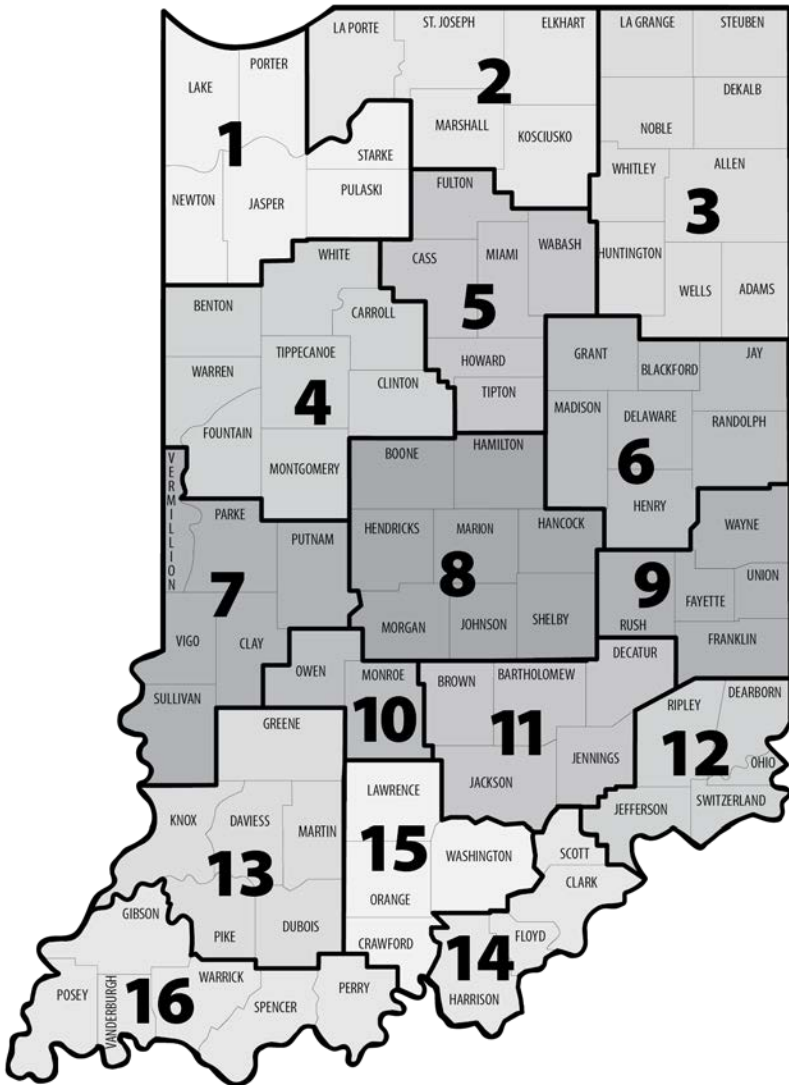 LA PORTE
ST. JOSEPH
ELKHART
LA GRANGE
STEUBEN
PORTER
LAKE
2
DEKALB
1
MARSHALL
NOBLE
KOSCIUSKO
STARKE
WHITLEY
ALLEN
NEWTON
JASPER
PULASKI
FULTON
3
WABASH
HUNTINGTON
WHITE
CASS
MIAMI
WELLS
ADAMS
BENTON
CARROLL
5
TIPPECANOE
HOWARD
GRANT
JAY
WARREN
BLACKFORD
CLINTON
TIPTON
4
MADISON
DELAWARE
RANDOLPH
FOUNTAIN
BOONE
HAMILTON
6
VERMILLION
MONTGOMERY
HENRY
PARKE
HENDRICKS
MARION
HANCOCK
WAYNE
PUTNAM
8
9
UNION
7
FAYETTE
MORGAN
JOHNSON
SHELBY
RUSH
VIGO
CLAY
FRANKLIN
DECATUR
OWEN
MONROE
BROWN
BARTHOLOMEW
SULLIVAN
10
11
RIPLEY
DEARBORN
GREENE
12
JENNINGS
OHIO
JACKSON
LAWRENCE
JEFFERSON
SWITZERLAND
KNOX
DAVIESS
MARTIN
15
WASHINGTON
SCOTT
13
CLARK
ORANGE
GIBSON
PIKE
DUBOIS
FLOYD
CRAWFORD
14
WARRICK
POSEY
VANDERBURGH
16
SPENCER
PERRY
HARRISON